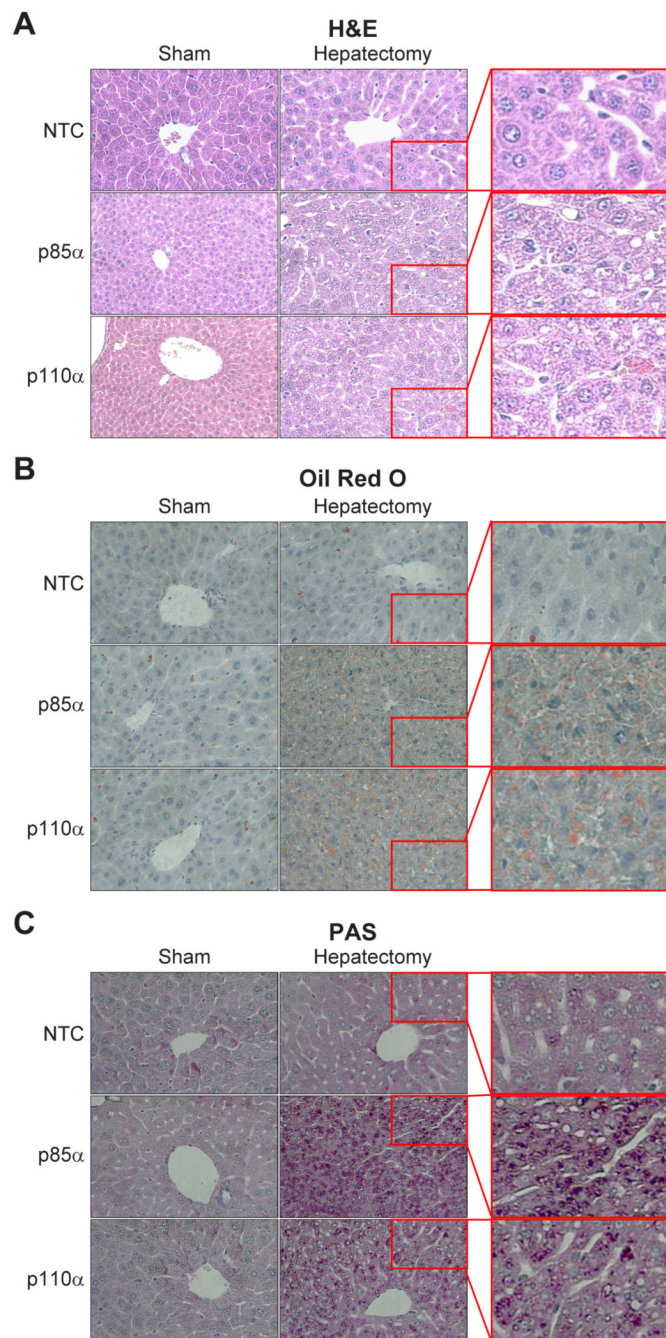 A
H&E
Sham Hepatectomy
NTC
p85α
p110α
B
Oil Red O
Sham Hepatectomy
NTC
p85α
p110α
C
PAS
Sham Hepatectomy
NTC
p85α
p110α